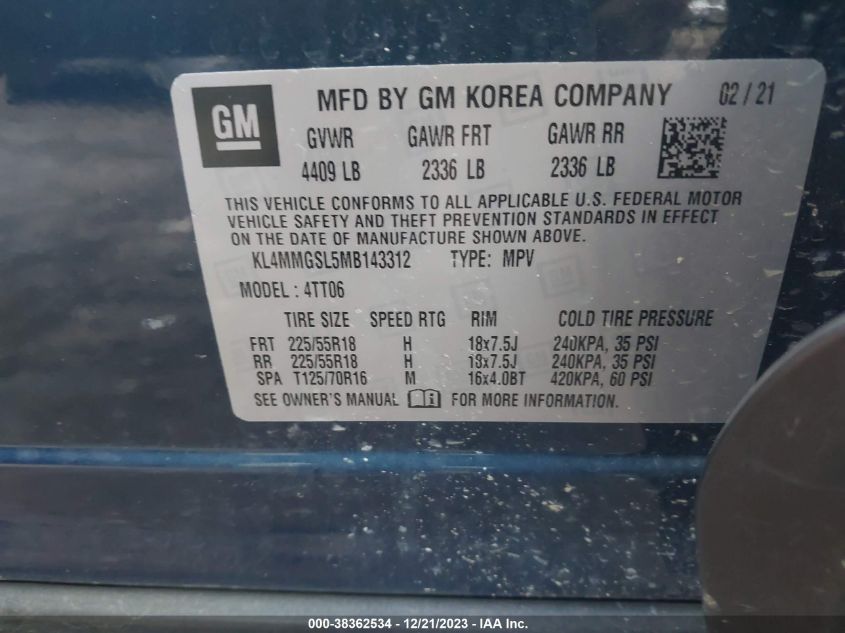 GM
MFD BY GM KOREA COMPANY 02/21
GVWR GAWR FRT GAWR RR
4409 LB 2336 LB 2336 LB
THIS VEHICLE CONFORMS TO ALL APPLICABLE U.S. FEDERAL MOTOR
VEHICLE SAFETY AND THEFT PREVENTION STANDARDS IN EFFECT
ON THE DATE OF MANUFACTURE SHOWN ABOVE.
KL4MMGSL5MB143312 TYPE: MPV
MODEL: 4TT06
TIRE SIZE SPEED RTG RIM COLD TIRE PRESSURE
FRT 225/55R18 H 18x7.5J 240KPA, 35 PSI
RR 225/55R18 H 18x7.5J 240KPA, 35 PSI
SPA T125/70R16 M 16x4.0BT 420KPA, 60 PSI
SEE OWNER'S MANUAL FOR MORE INFORMATION.
000-38362534 - 12/21/2023 - IAA Inc.